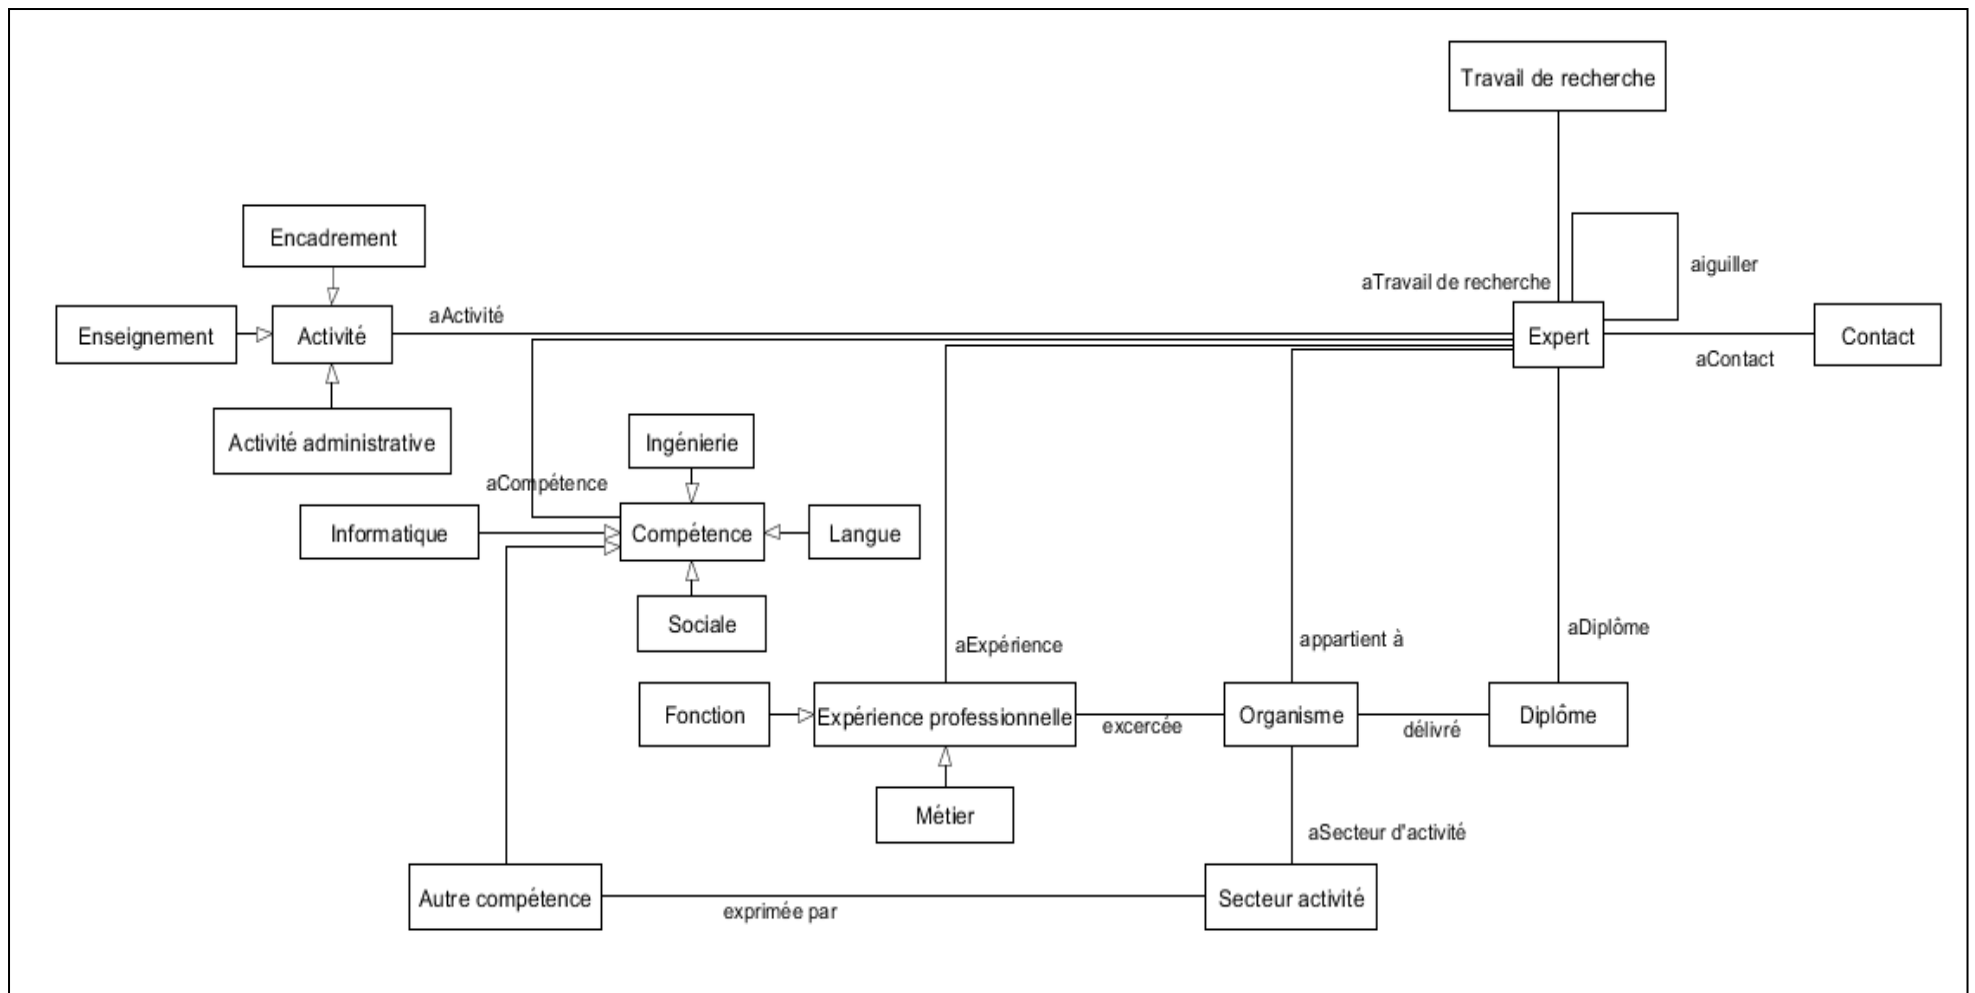 Travail de recherche
Encadrement
aiguiller
aTravail de recherche
aActivité
Enseignement
Activité
Expert
Contact
aContact
Activité administrative
Ingénierie
aCompétence
Informatique
Compétence
Langue
Sociale
aDiplôme
appartient à
aExpérience
Fonction
Expérience professionnelle
excercée
Organisme
délivré
Diplôme
Métier
aSecteur d'activité
Autre compétence
exprimée par
Secteur activité